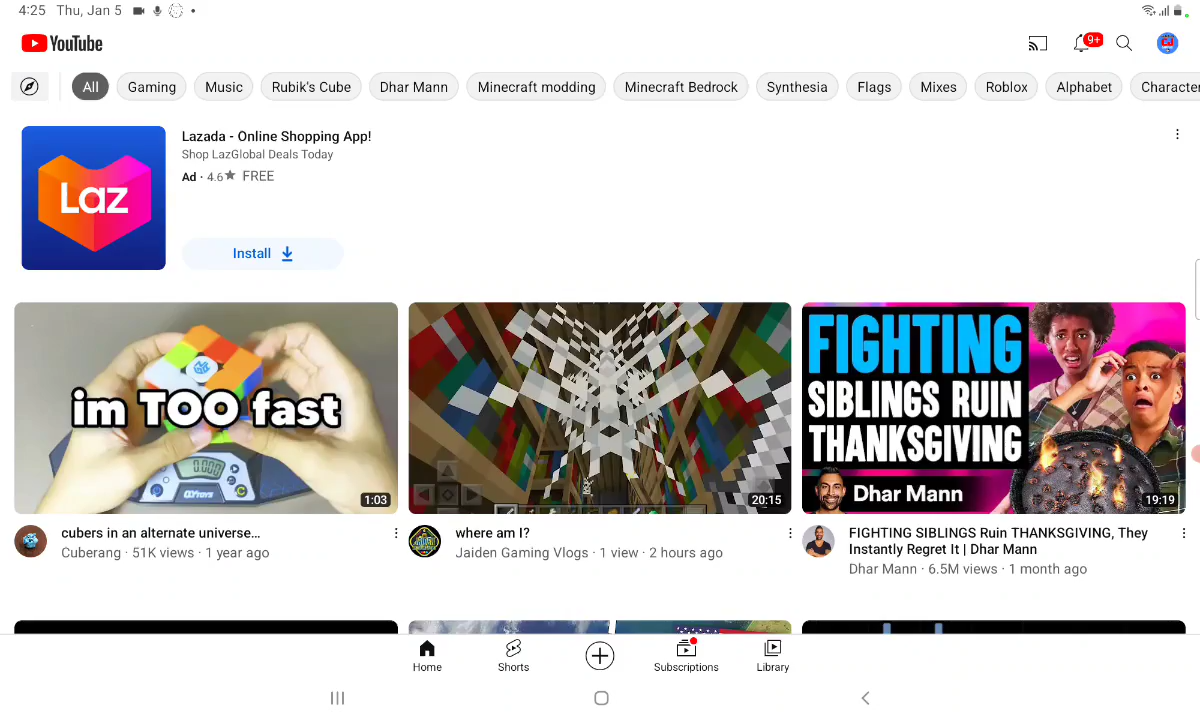 4:25 Thu, Jan 5
YouTube
9+
All
Gaming
Music
Rubik's Cube
Dhar Mann
Minecraft modding
Minecraft Bedrock
Synthesia
Flags
Mixes
Roblox
Alphabet
Character
Laz
Lazada - Online Shopping App!
Shop LazGlobal Deals Today
Ad · 4.6★ FREE
Install
im TOO fast
0.000
1:03
20:15
FIGHTING
SIBLINGS RUIN
THANKSGIVING
Dhar Mann
19:19
cubers in an alternate universe…
Cuberang · 51K views · 1 year ago
where am I?
Jaiden Gaming Vlogs · 1 view · 2 hours ago
FIGHTING SIBLINGS Ruin THANKSGIVING, They
Instantly Regret It | Dhar Mann
Dhar Mann · 6.5M views · 1 month ago
Home
Shorts
Subscriptions
Library